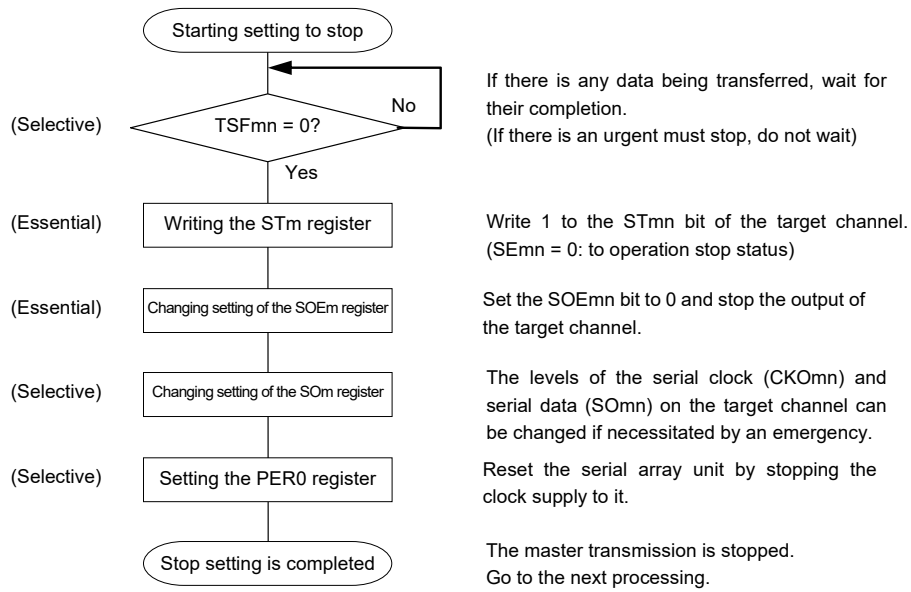 Starting setting to stop
If there is any data being transferred, wait for
their completion.
(If there is an urgent must stop, do not wait)
(Selective)
TSFmn = 0?
No
Yes
(Essential)
Writing the STm register
Write 1 to the STmn bit of the target channel.
(SEmn = 0: to operation stop status)
(Essential)
Changing setting of the SOEm register
Set the SOEmn bit to 0 and stop the output of
the target channel.
(Selective)
Changing setting of the SOm register
The levels of the serial clock (CKOmn) and
serial data (SOmn) on the target channel can
be changed if necessitated by an emergency.
(Selective)
Setting the PER0 register
Reset the serial array unit by stopping the
clock supply to it.
Stop setting is completed
The master transmission is stopped.
Go to the next processing.